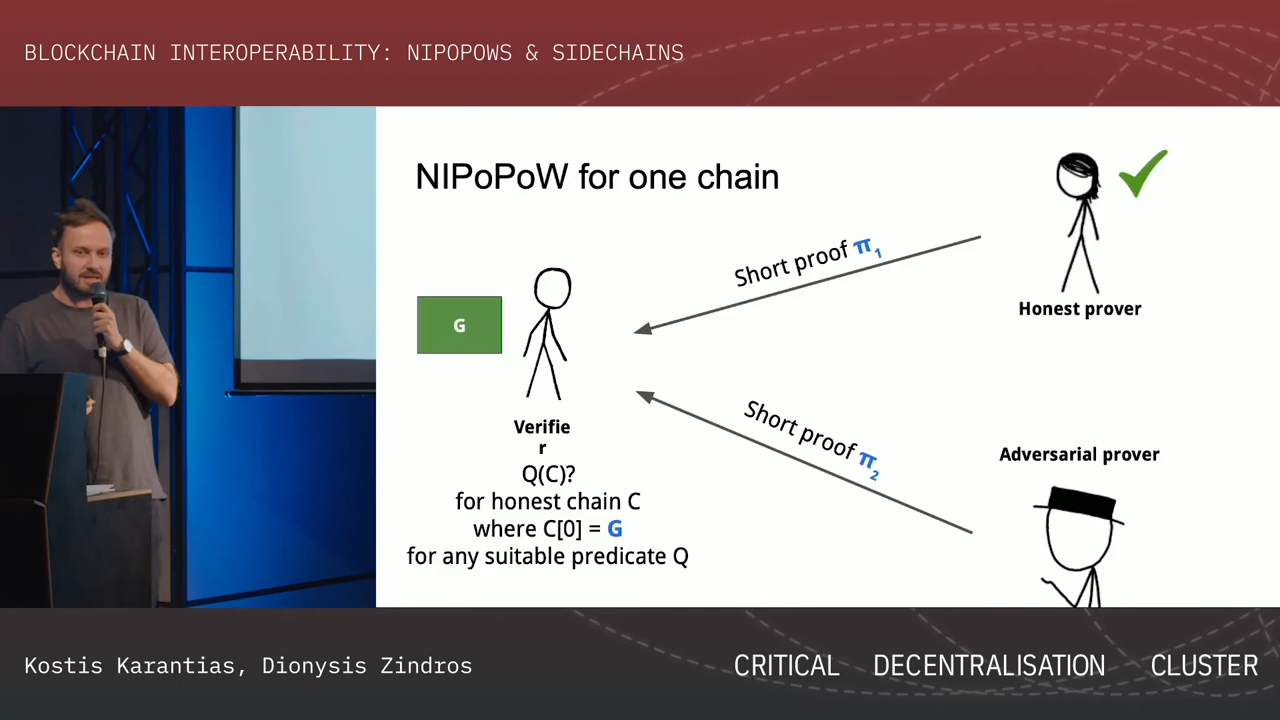 BLOCKCHAIN INTEROPERABILITY: NIPOPOWS & SIDECHAINS
NIPoPoW for one chain
Short proof π1
Honest prover
G
Short proof π2
Verifie
r
Q(C)?
for honest chain C
where C[0] = G
for any suitable predicate Q
Adversarial prover
Kostis Karantias, Dionysis Zindros
CRITICAL DECENTRALISATION CLUSTER